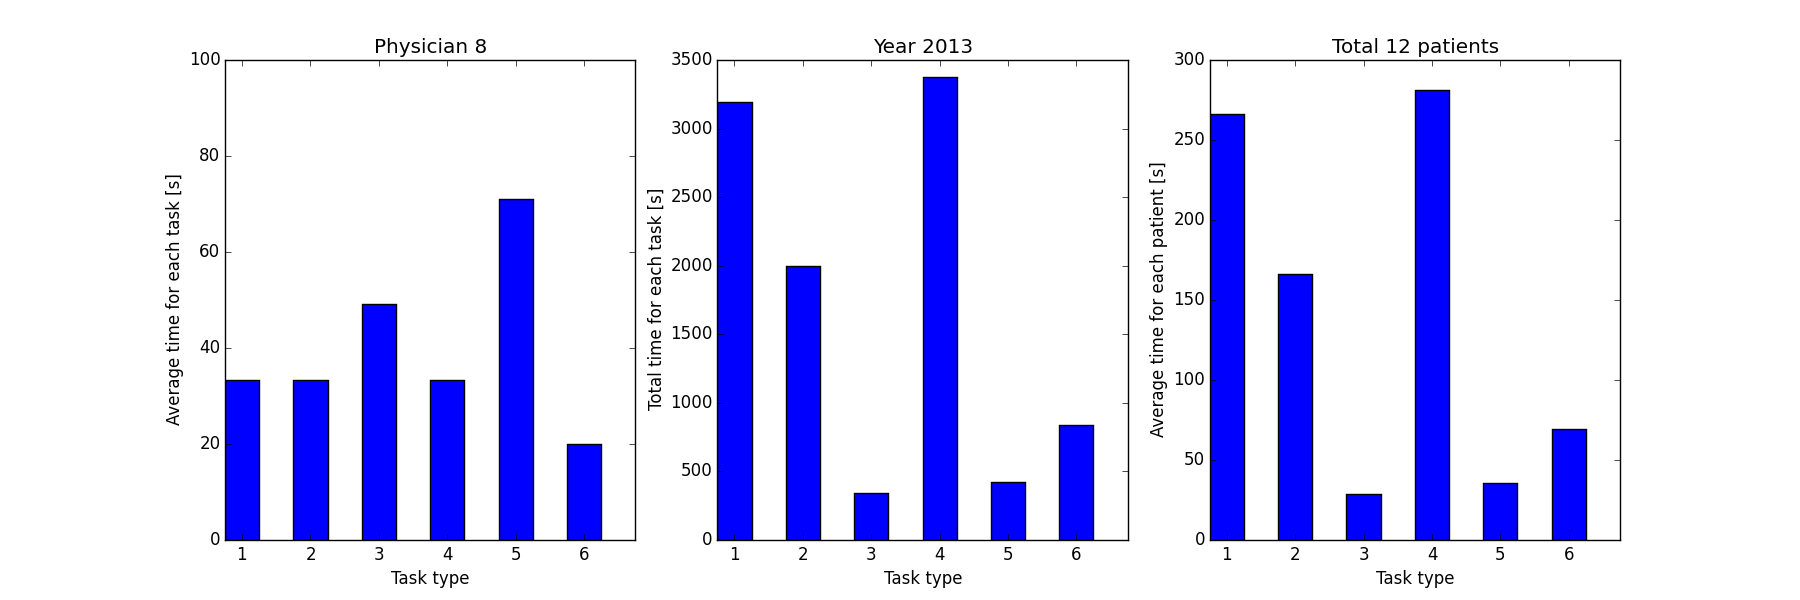 Physician 8
100
80
60
40
20
0
Average time for each task [s]
1 2 3 4 5 6
Task type
Year 2013
3500
3000
2500
2000
1500
1000
500
0
Total time for each task [s]
1 2 3 4 5 6
Task type
Total 12 patients
300
250
200
150
100
50
0
Average time for each patient [s]
1 2 3 4 5 6
Task type